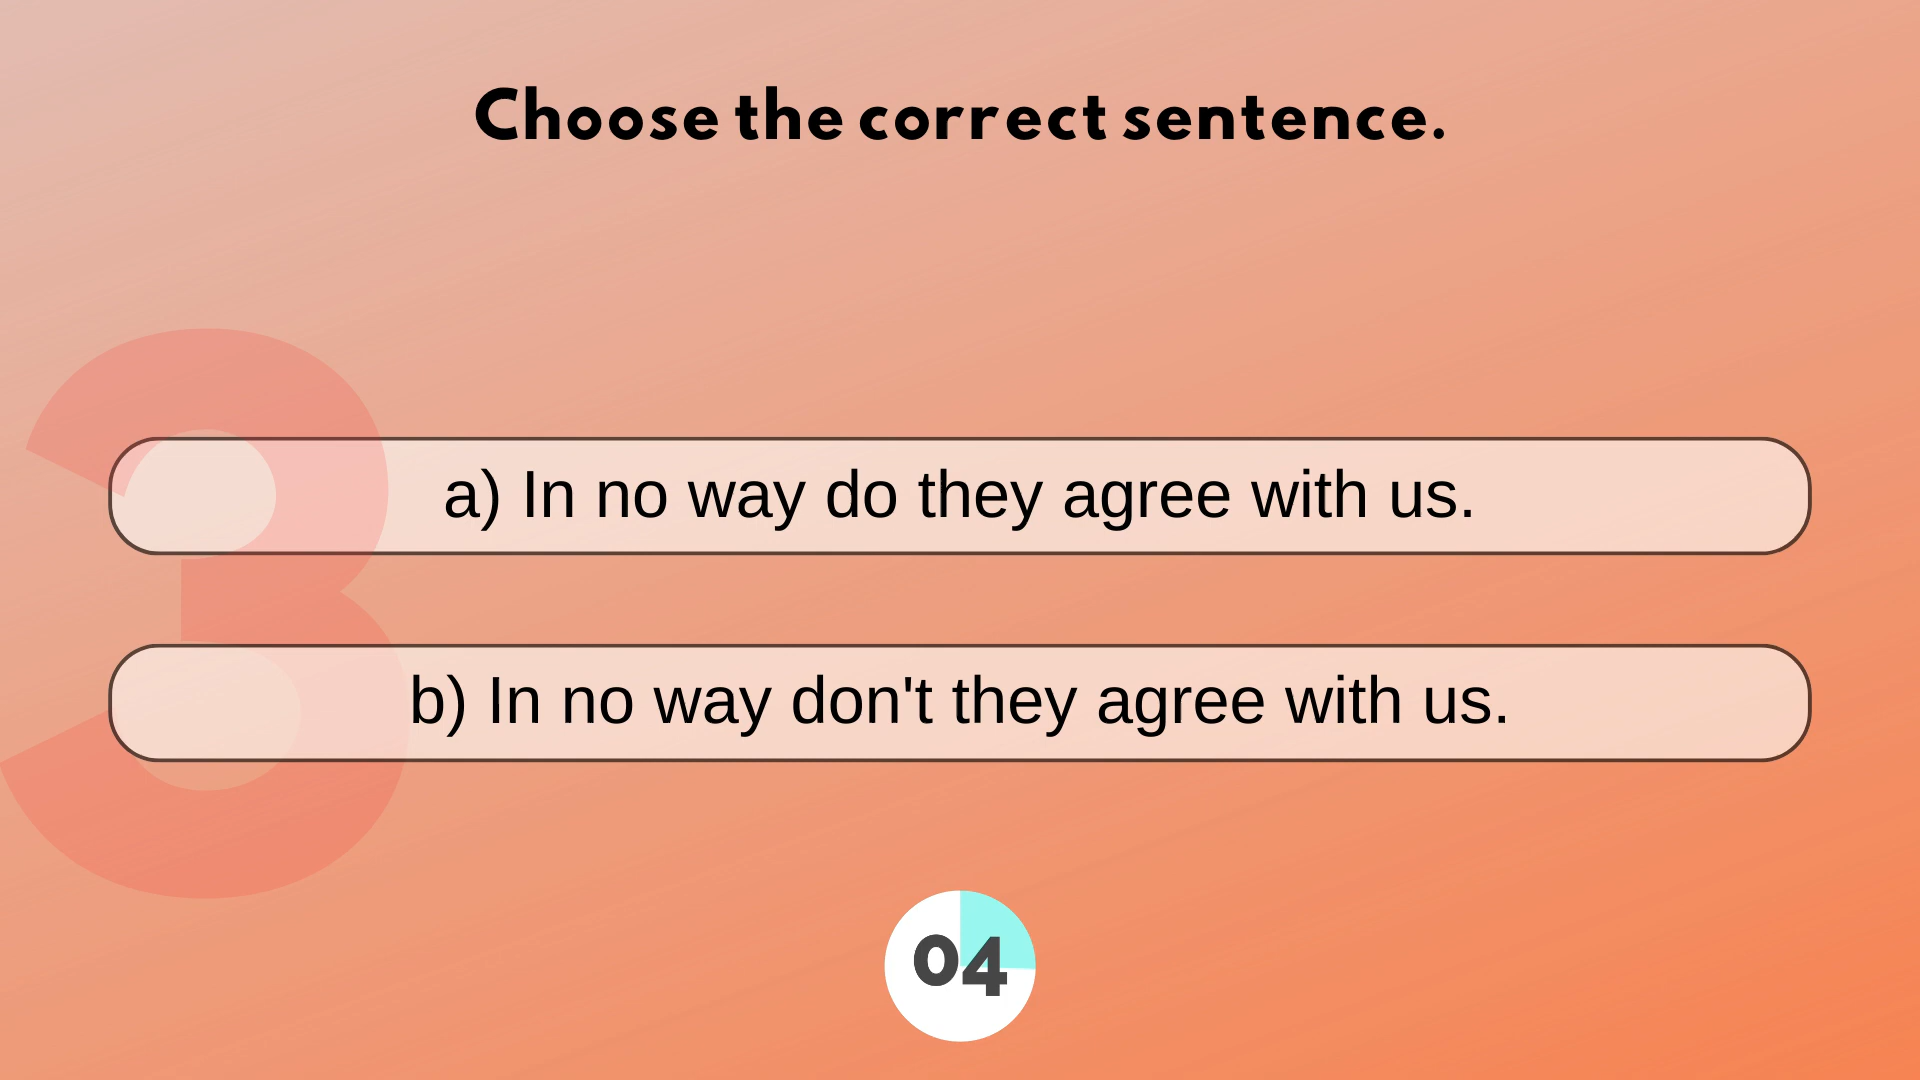 Choose the correct sentence.
3
a) In no way do they agree with us.
b) In no way don't they agree with us.
04